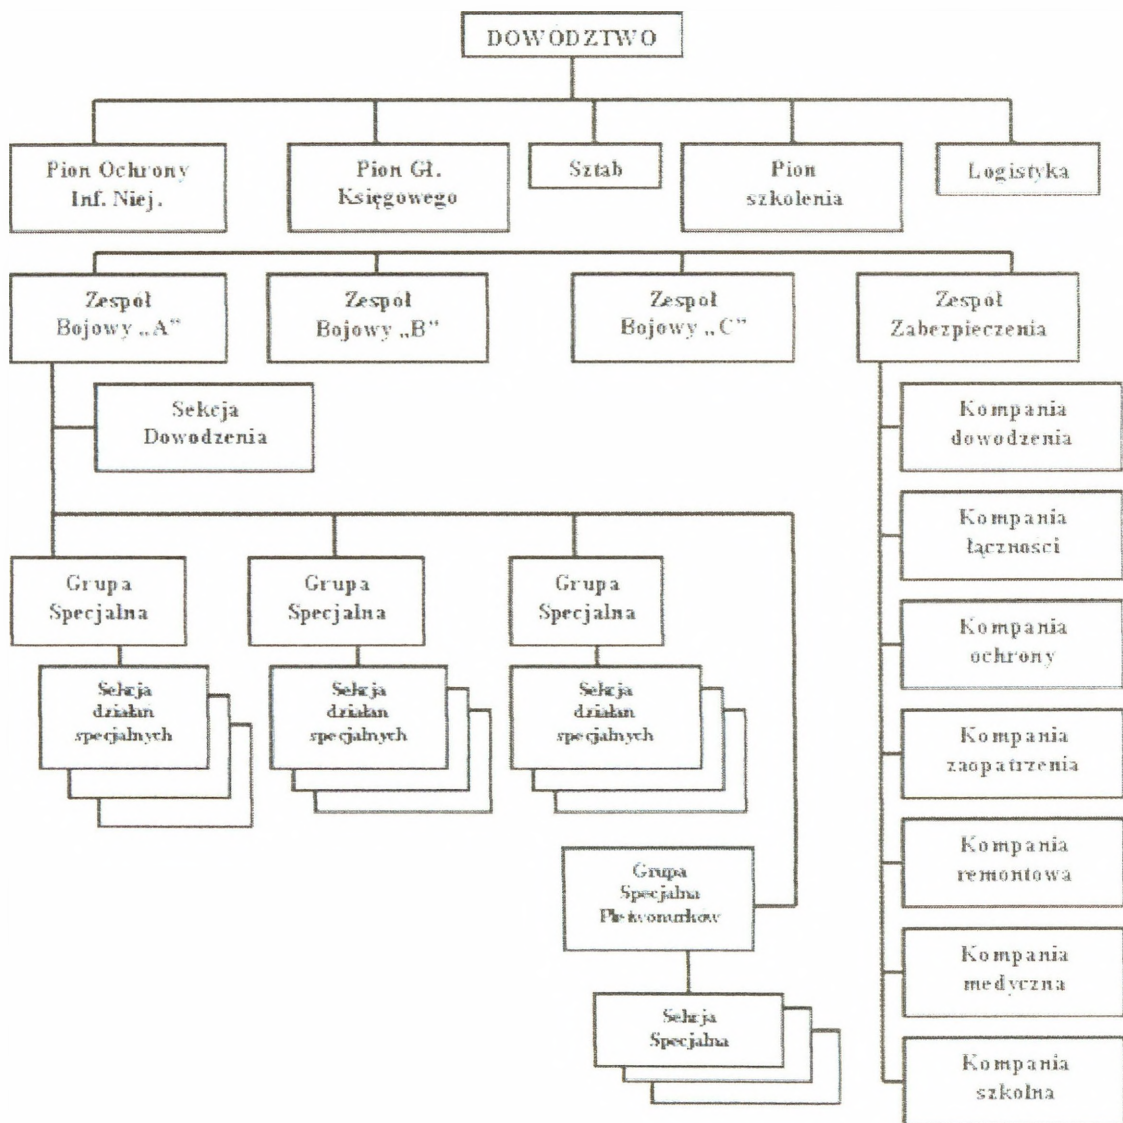 DOWÓDZTWO
Pion Ochrony
Inf. Niej.
Pion Gł.
Księgowego
Sztab
Pion
szkolenia
Logistyka
Zespół
Bojowy „A”
Zespół
Bojowy „B”
Zespół
Bojowy „C”
Zespół
Zabezpieczenia
Sekcja
Dowodzenia
Kompania
dowodzenia
Kompania
łączności
Grupa
Specjalna
Grupa
Specjalna
Grupa
Specjalna
Kompania
ochrony
Sekcja
działań
specjalnych
Sekcja
działań
specjalnych
Sekcja
działań
specjalnych
Kompania
zaopatrzenia
Kompania
remontowa
Grupa
Specjalna
Płetwonurków
Kompania
medyczna
Sekcja
Specjalna
Kompania
szkolna